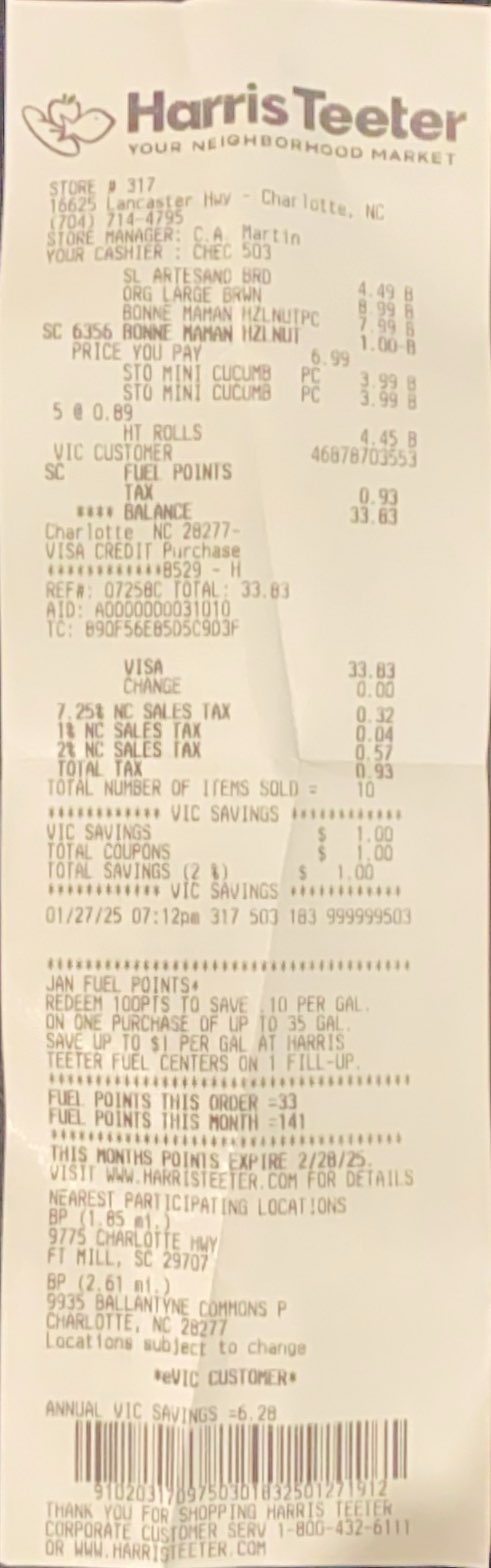 Harris Teeter
YOUR NEIGHBORHOOD MARKET
STORE # 317
16625 Lancaster Hwy - Charlotte, NC
(704) 714-4795
STORE MANAGER: C.A. Martin
YOUR CASHIER : CHEC 503
SL ARTESANO BRD 4.49 B
ORG LARGE BRWN 8.99 B
BONNE MAMAN HZLNUTPC 7.99 B
SC 6356 BONNE MAMAN HZLNUT 1.00-B
PRICE YOU PAY 6.99
STO MINI CUCUMB PC 3.99 B
STO MINI CUCUMB PC 3.99 B
5 @ 0.89
HT ROLLS 4.45 B
VIC CUSTOMER 46878703553
SC FUEL POINTS
TAX 0.93
**** BALANCE 33.83
Charlotte NC 28277-
VISA CREDIT Purchase
************8529 - H
REF#: 07258C TOTAL: 33.83
AID: A0000000031010
TC: 890F56E85D5C903F
VISA 33.83
CHANGE 0.00
7.25% NC SALES TAX 0.32
1% NC SALES TAX 0.04
2% NC SALES TAX 0.57
TOTAL TAX 0.93
TOTAL NUMBER OF ITEMS SOLD = 10
************ VIC SAVINGS ************
VIC SAVINGS $ 1.00
TOTAL COUPONS $ 1.00
TOTAL SAVINGS (2 %) $ 1.00
************ VIC SAVINGS ************
01/27/25 07:12pm 317 503 183 999999503
****************************************
JAN FUEL POINTS*
REDEEM 100PTS TO SAVE .10 PER GAL.
ON ONE PURCHASE OF UP TO 35 GAL.
SAVE UP TO $1 PER GAL AT HARRIS
TEETER FUEL CENTERS ON 1 FILL-UP.
****************************************
FUEL POINTS THIS ORDER =33
FUEL POINTS THIS MONTH =141
****************************************
THIS MONTHS POINTS EXPIRE 2/28/25.
VISIT WWW.HARRISTEETER.COM FOR DETAILS
NEAREST PARTICIPATING LOCATIONS
BP (1.85 mi.)
9775 CHARLOTTE HWY
FT MILL, SC 29707
BP (2.61 mi.)
9935 BALLANTYNE COMMONS P
CHARLOTTE, NC 28277
Locations subject to change
*eVIC CUSTOMER*
ANNUAL VIC SAVINGS =6.28
9102031709750301832501271912
THANK YOU FOR SHOPPING HARRIS TEETER
CORPORATE CUSTOMER SERV 1-800-432-6111
OR WWW.HARRISTEETER.COM